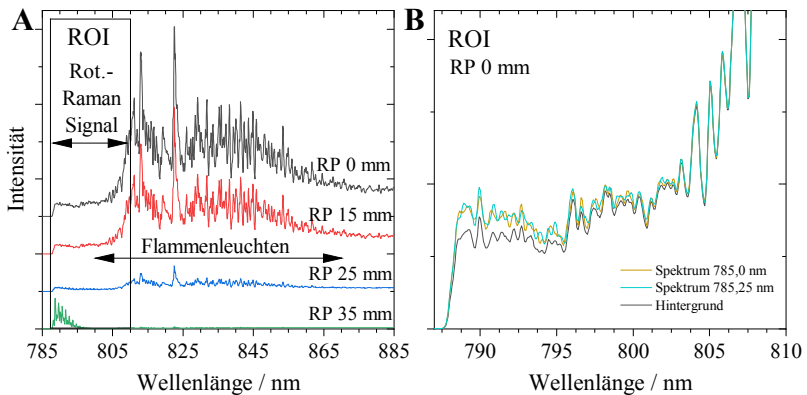 A
ROI
Rot.-
Raman
Signal
RP 0 mm
RP 15 mm
Flammenleuchten
RP 25 mm
RP 35 mm
Intensität
785 805 825 845 865 885
Wellenlänge / nm
B
ROI
RP 0 mm
Spektrum 785,0 nm
Spektrum 785,25 nm
Hintergrund
790 795 800 805 810
Wellenlänge / nm